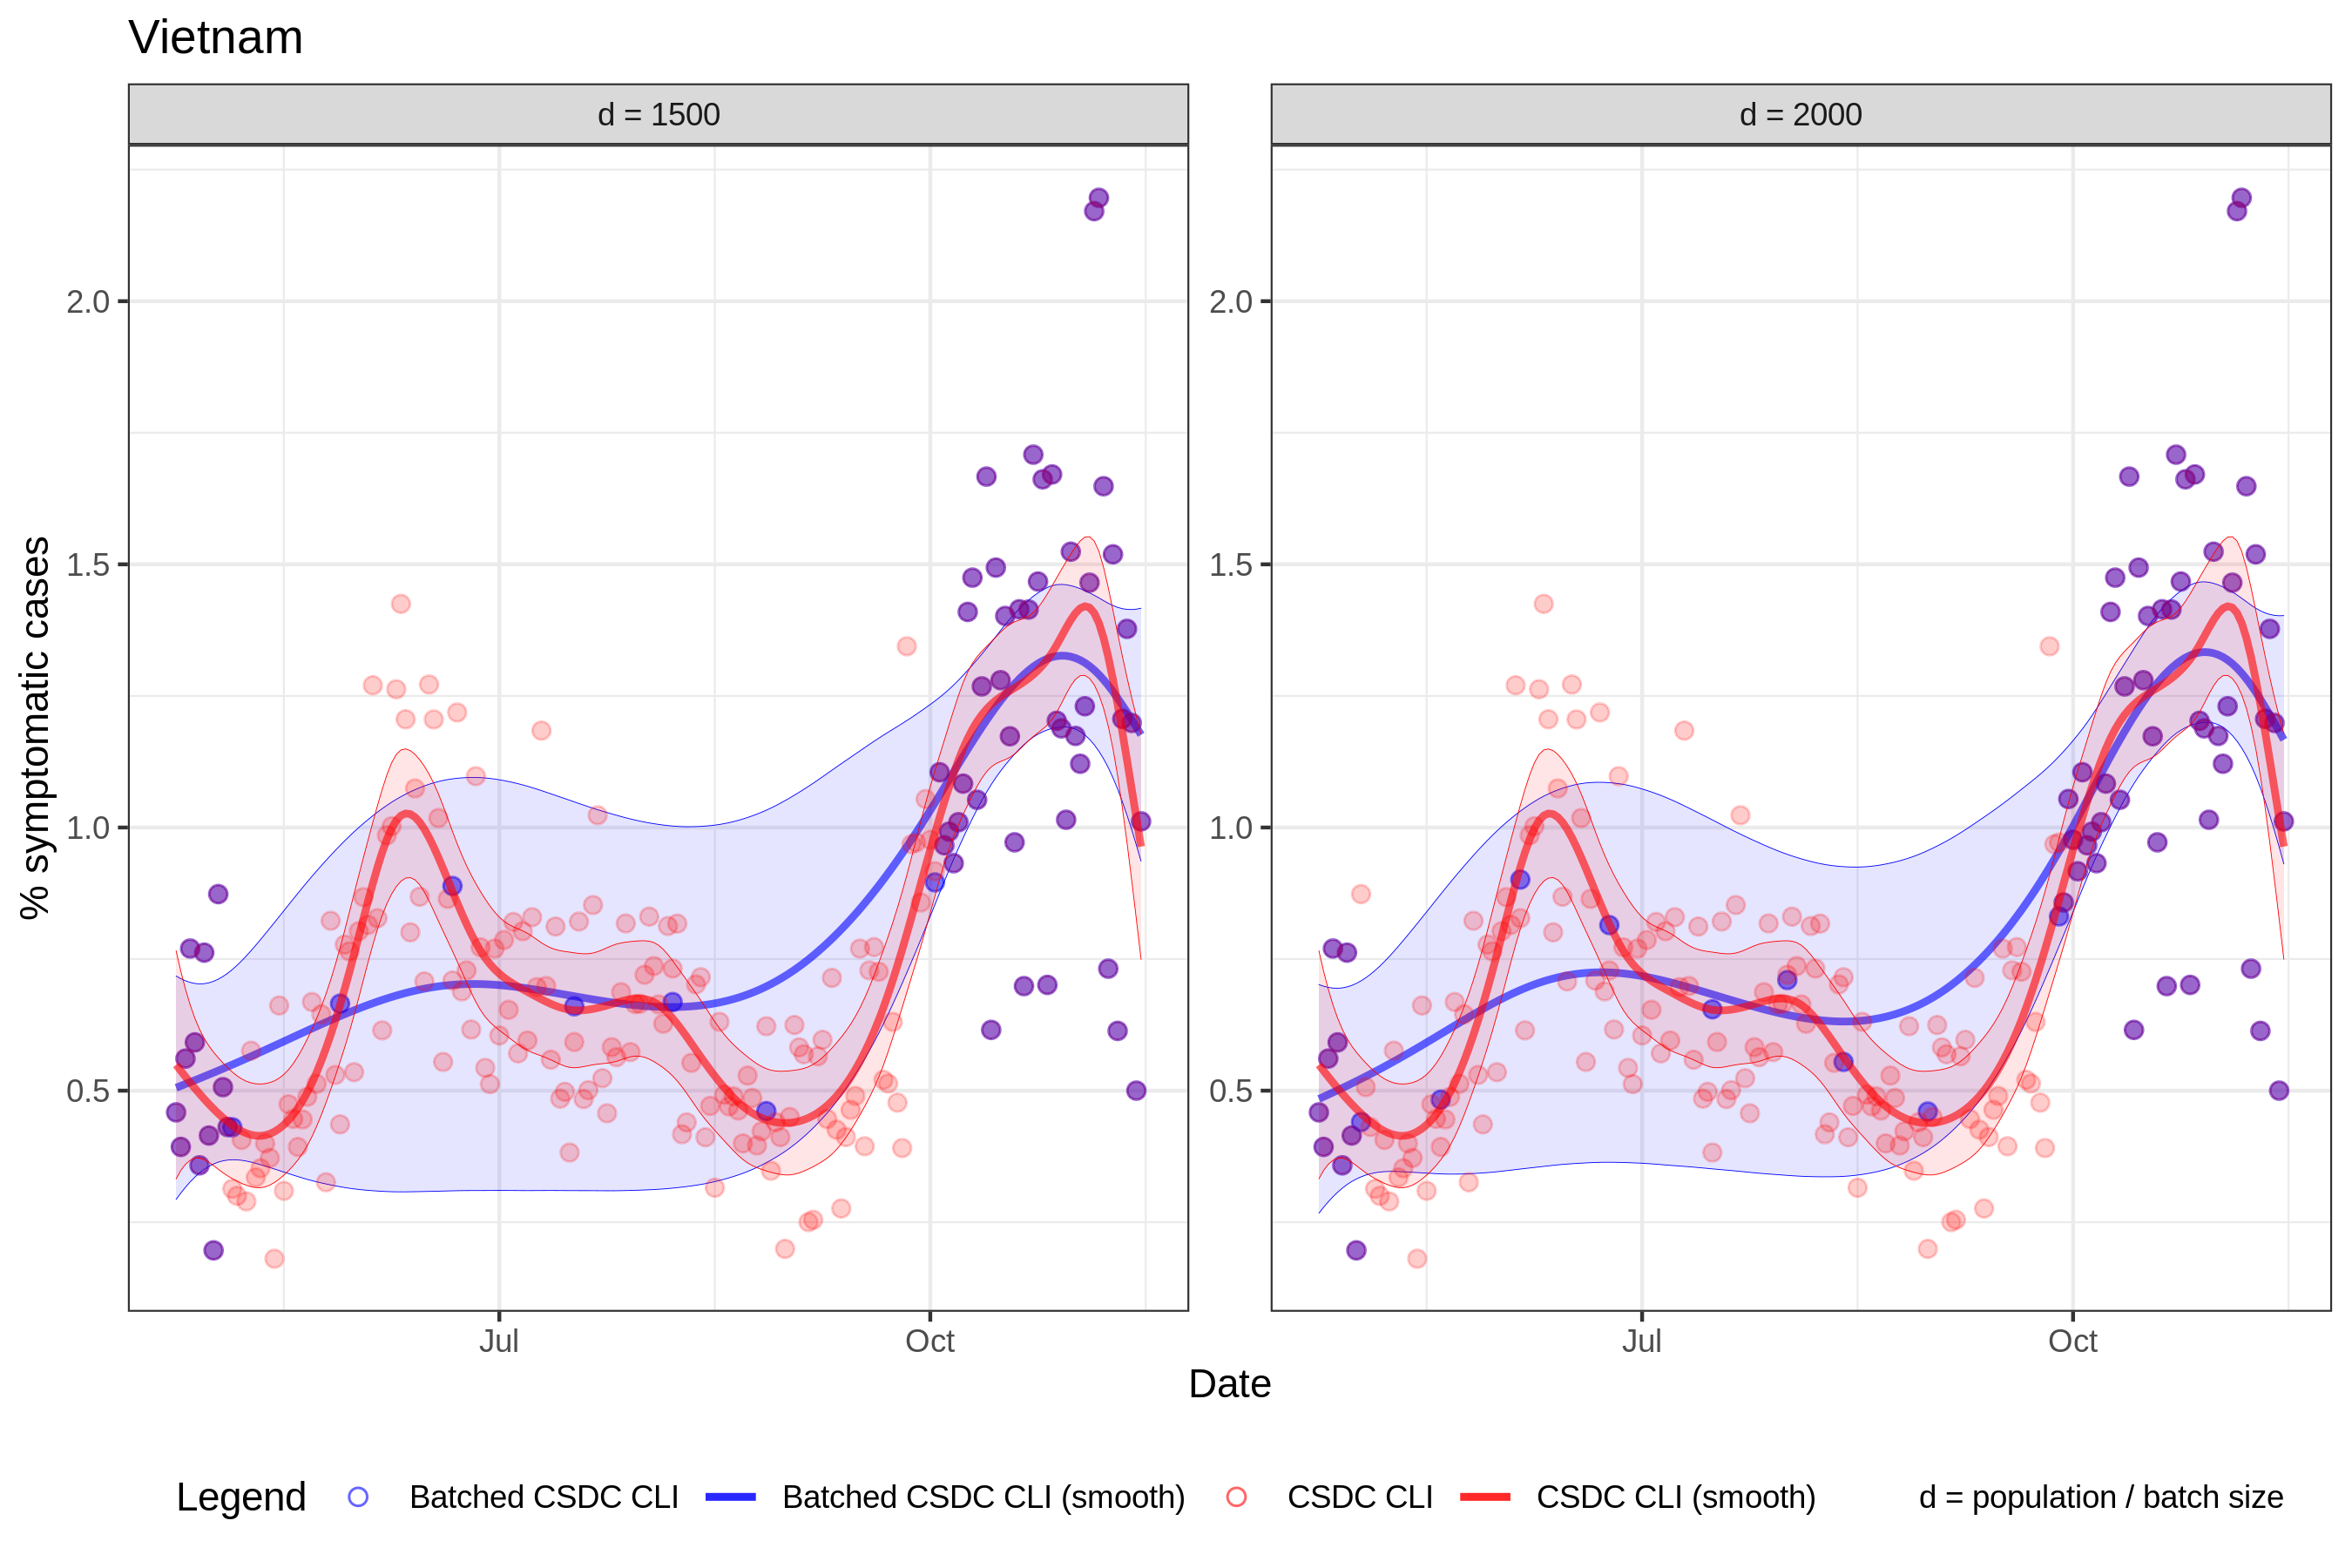 Vietnam
d = 1500
d = 2000
% symptomatic cases
2.0
1.5
1.0
0.5
2.0
1.5
1.0
0.5
Jul
Oct
Jul
Oct
Date
Legend
Batched CSDC CLI
Batched CSDC CLI (smooth)
CSDC CLI
CSDC CLI (smooth)
d = population / batch size